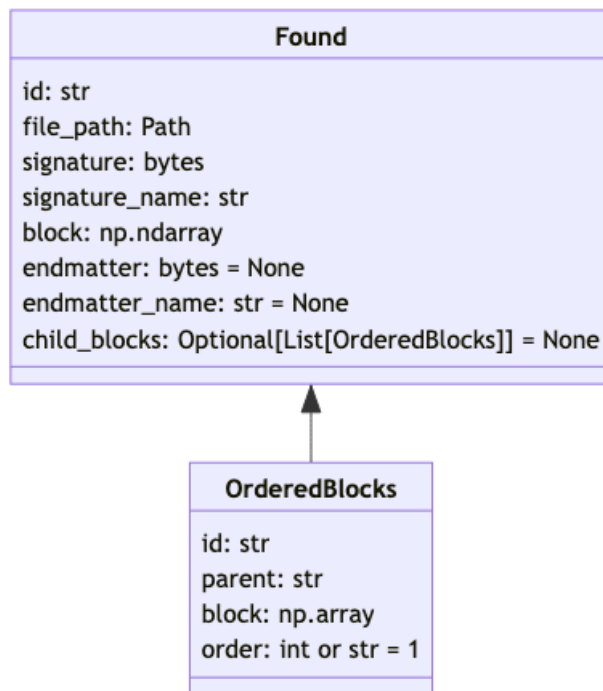 Found
id: str
file_path: Path
signature: bytes
signature_name: str
block: np.ndarray
endmatter: bytes = None
endmatter_name: str = None
child_blocks: Optional[List[OrderedBlocks]] = None
OrderedBlocks
id: str
parent: str
block: np.array
order: int or str = 1